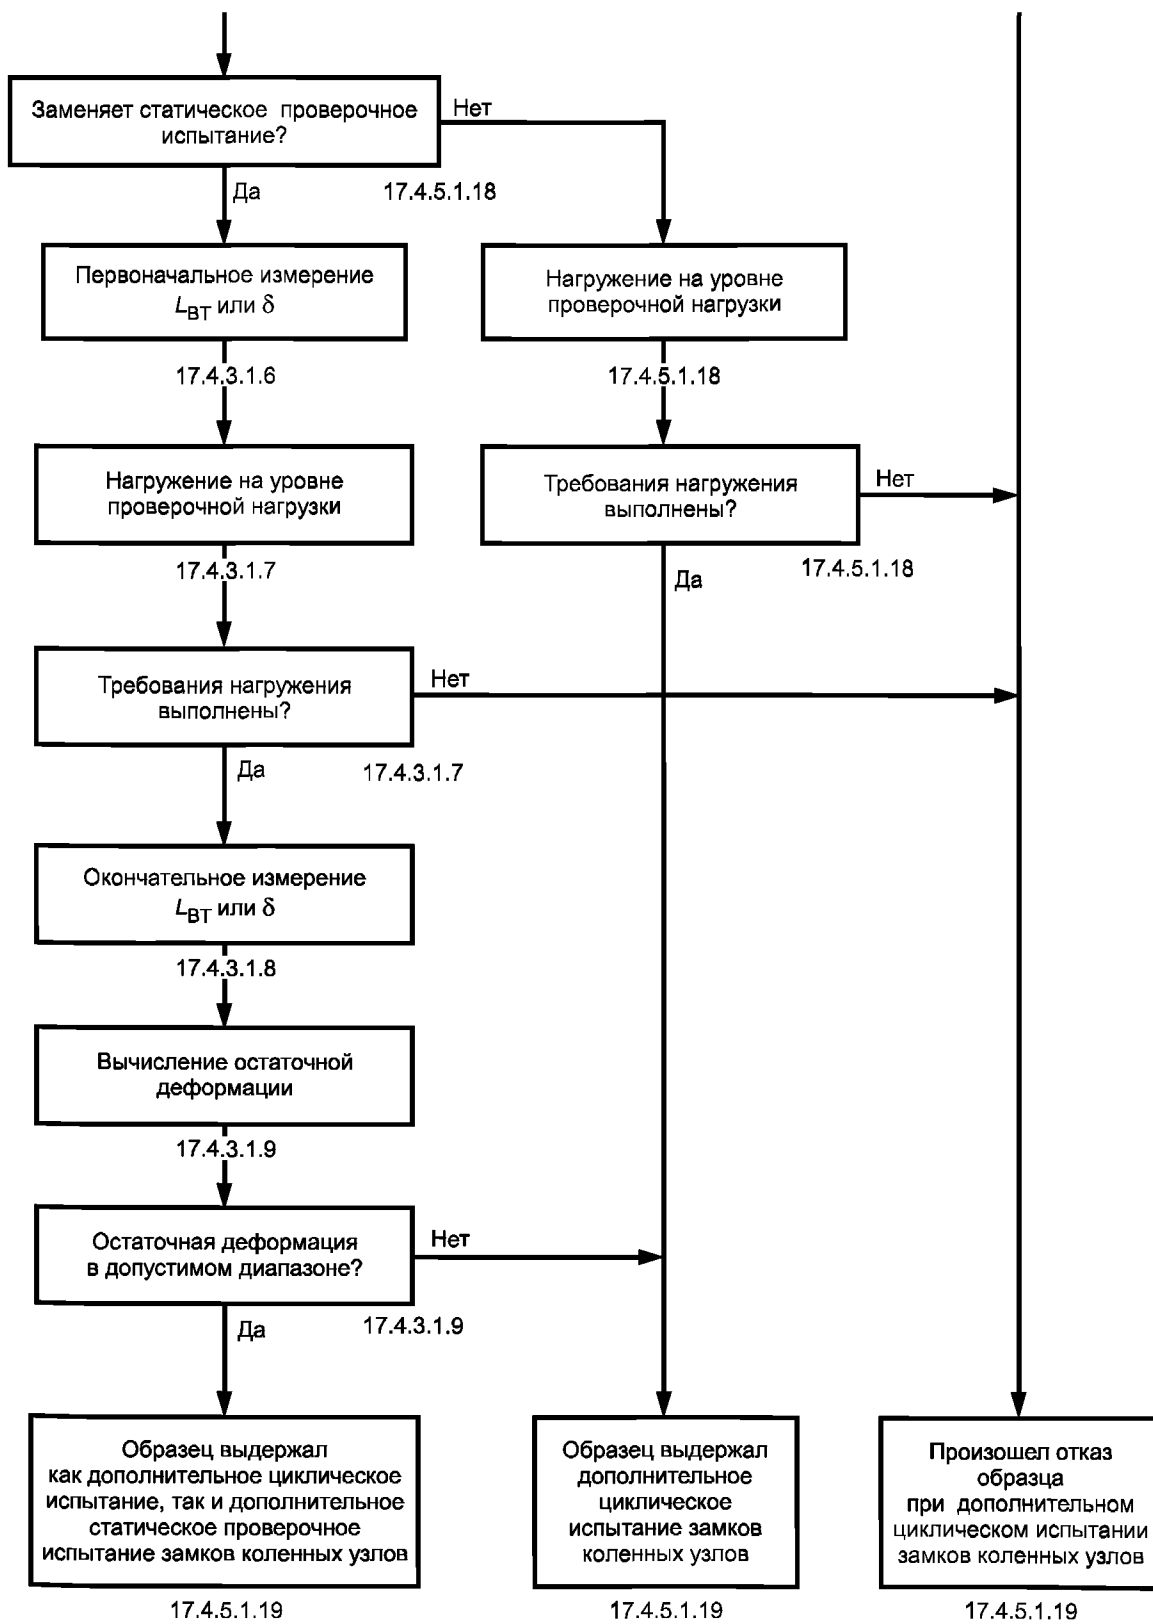 Заменяет статическое проверочное
испытание?
Нет
Да
17.4.5.1.18
Первоначальное измерение
LВТ или δ
Нагружение на уровне
проверочной нагрузки
17.4.3.1.6
17.4.5.1.18
Нагружение на уровне
проверочной нагрузки
Требования нагружения
выполнены?
Нет
17.4.3.1.7
17.4.5.1.18
Да
Требования нагружения
выполнены?
Нет
Да
17.4.3.1.7
Окончательное измерение
LВТ или δ
17.4.3.1.8
Вычисление остаточной
деформации
17.4.3.1.9
Остаточная деформация
в допустимом диапазоне?
Нет
Да
17.4.3.1.9
Образец выдержал
как дополнительное циклическое
испытание, так и дополнительное
статическое проверочное
испытание замков коленных узлов
Образец выдержал
дополнительное
циклическое
испытание замков
коленных узлов
Произошел отказ
образца
при дополнительном
циклическом испытании
замков коленных узлов
17.4.5.1.19
17.4.5.1.19
17.4.5.1.19